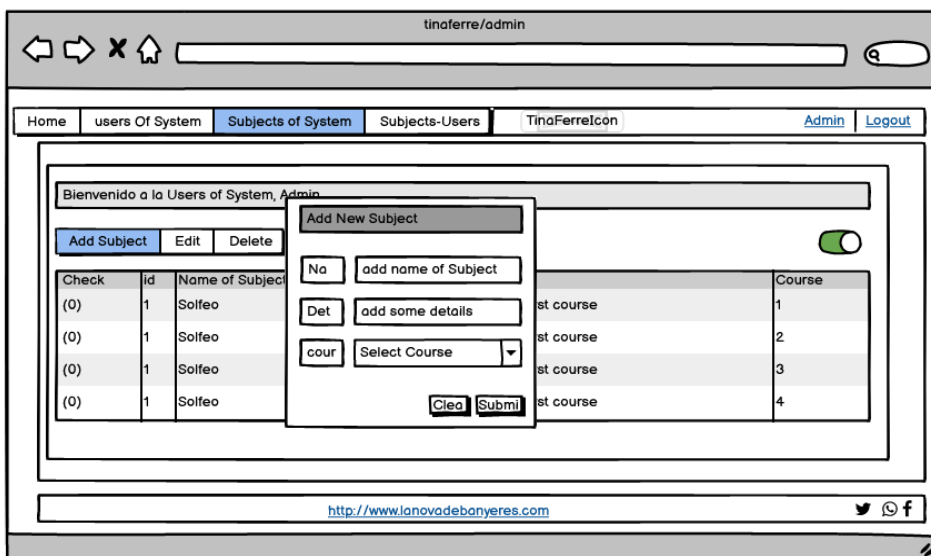 tinaferre/admin
Home users Of System Subjects of System Subjects-Users TinaFerreIcon Admin Logout
Bienvenido a la Users of System, Admin
Add New Subject
Add Subject Edit Delete
Na add name of Subject
Check id Name of Subject Course
(0) 1 Solfeo st course 1
Det add some details
(0) 1 Solfeo st course 2
cour Select Course
(0) 1 Solfeo st course 3
(0) 1 Solfeo st course 4
Clea Submi
http://www.lanovadebanyeres.com